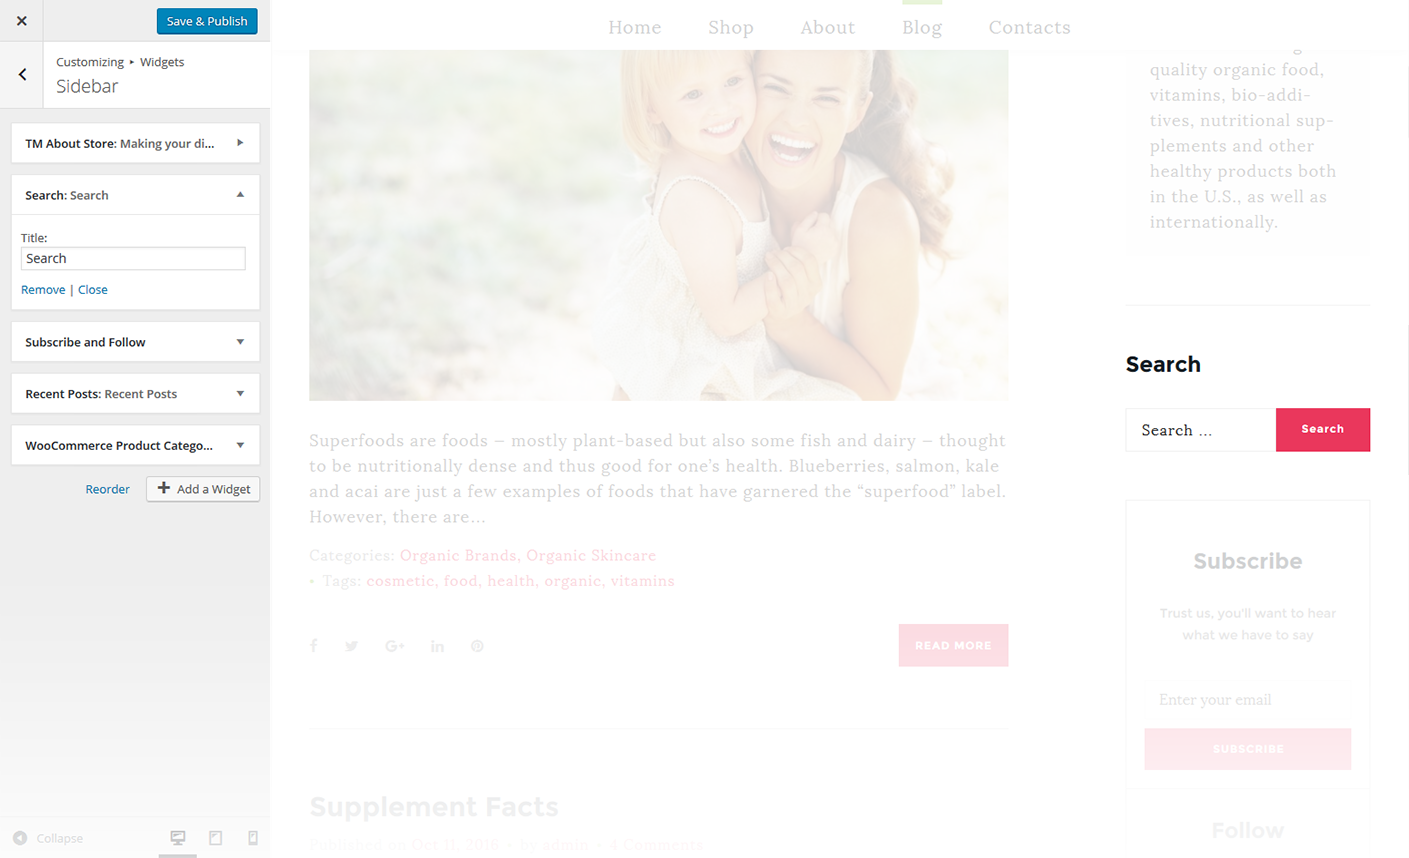 Save & Publish
Customizing ▸ Widgets
Sidebar
TM About Store: Making your di...
Search: Search
Title:
Search
Remove | Close
Subscribe and Follow
Recent Posts: Recent Posts
WooCommerce Product Catego...
Reorder
Add a Widget
Collapse
Home
Shop
About
Blog
Contacts
Superfoods are foods – mostly plant-based but also some fish and dairy – thought
to be nutritionally dense and thus good for one's health. Blueberries, salmon, kale
and acai are just a few examples of foods that have garnered the “superfood” label.
However, there are...
Categories: Organic Brands, Organic Skincare
• Tags: cosmetic, food, health, organic, vitamins
READ MORE
Supplement Facts
Published on Oct 11, 2016 • by admin • 4 Comments
quality organic food,
vitamins, bio-addi-
tives, nutritional sup-
plements and other
healthy products both
in the U.S., as well as
internationally.
Search
Search ...
Search
Subscribe
Trust us, you'll want to hear
what we have to say
Enter your email
SUBSCRIBE
Follow